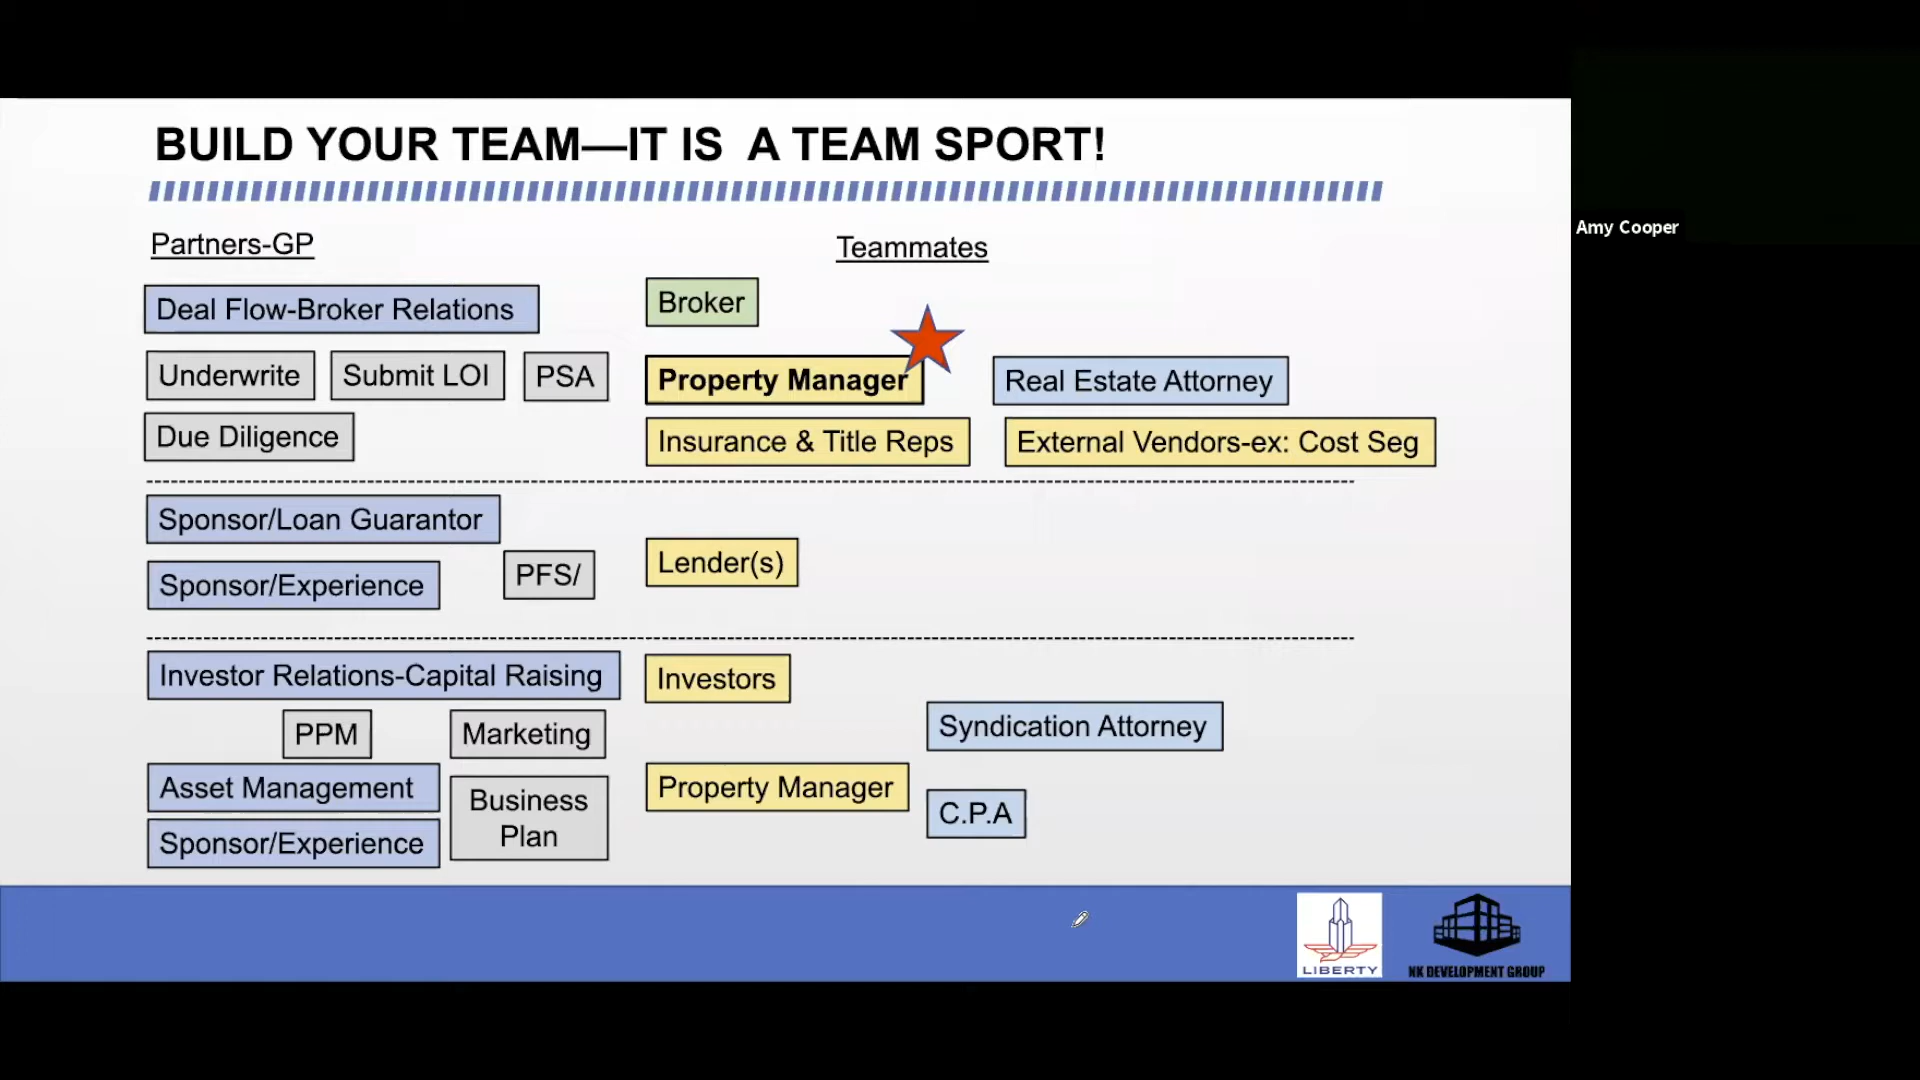 BUILD YOUR TEAM—IT IS  A TEAM SPORT!
Partners-GP
Teammates
Deal Flow-Broker Relations
Broker
Underwrite
Submit LOI
PSA
Property Manager
Real Estate Attorney
Due Diligence
Insurance & Title Reps
External Vendors-ex: Cost Seg
Sponsor/Loan Guarantor
Sponsor/Experience
PFS/
Lender(s)
Investor Relations-Capital Raising
Investors
PPM
Marketing
Syndication Attorney
Asset Management
Business
Plan
Property Manager
C.P.A
Sponsor/Experience
LIBERTY
NK DEVELOPMENT GROUP
Amy Cooper